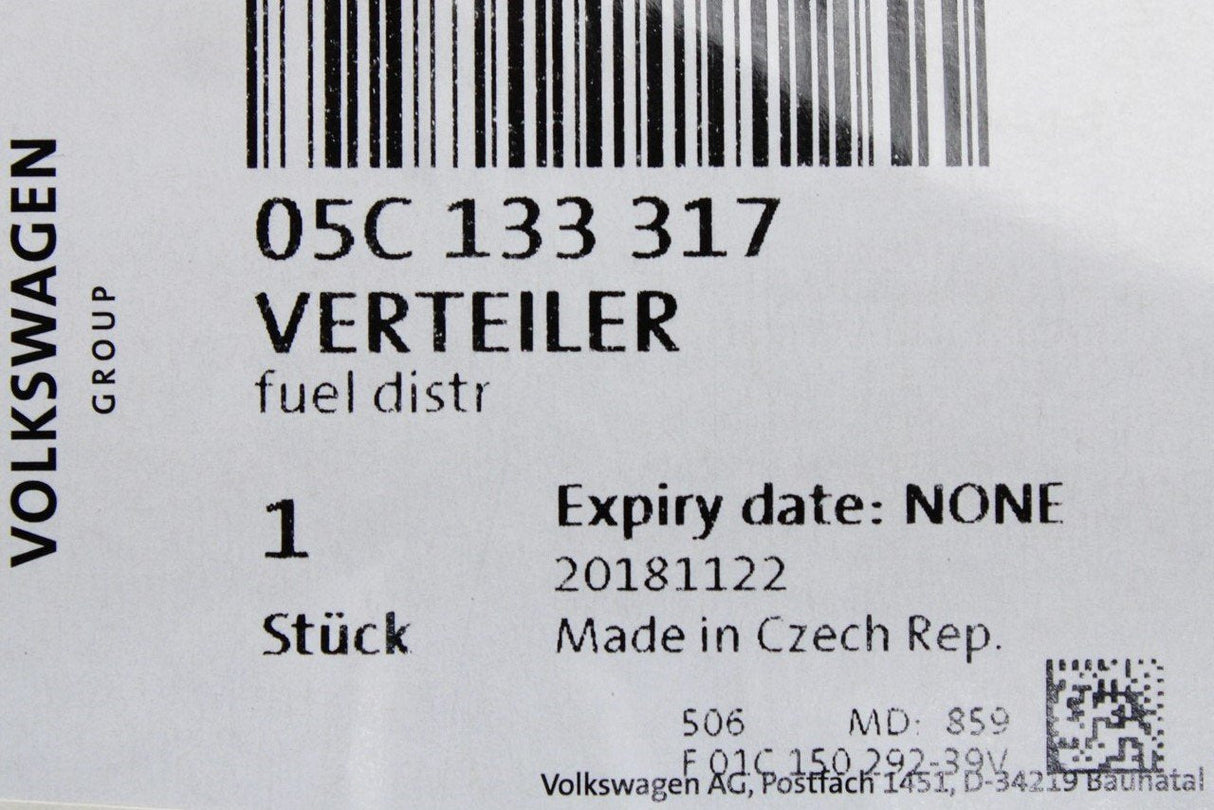 VOLKSWAGEN
GROUP
05C 133 317
VERTEILER
fuel distr
1
Stück
Expiry date: NONE
20181122
Made in Czech Rep.
506 MD: 859
F 01C 150 292-39V
Volkswagen AG, Postfach 1451, D-34219 Baunatal